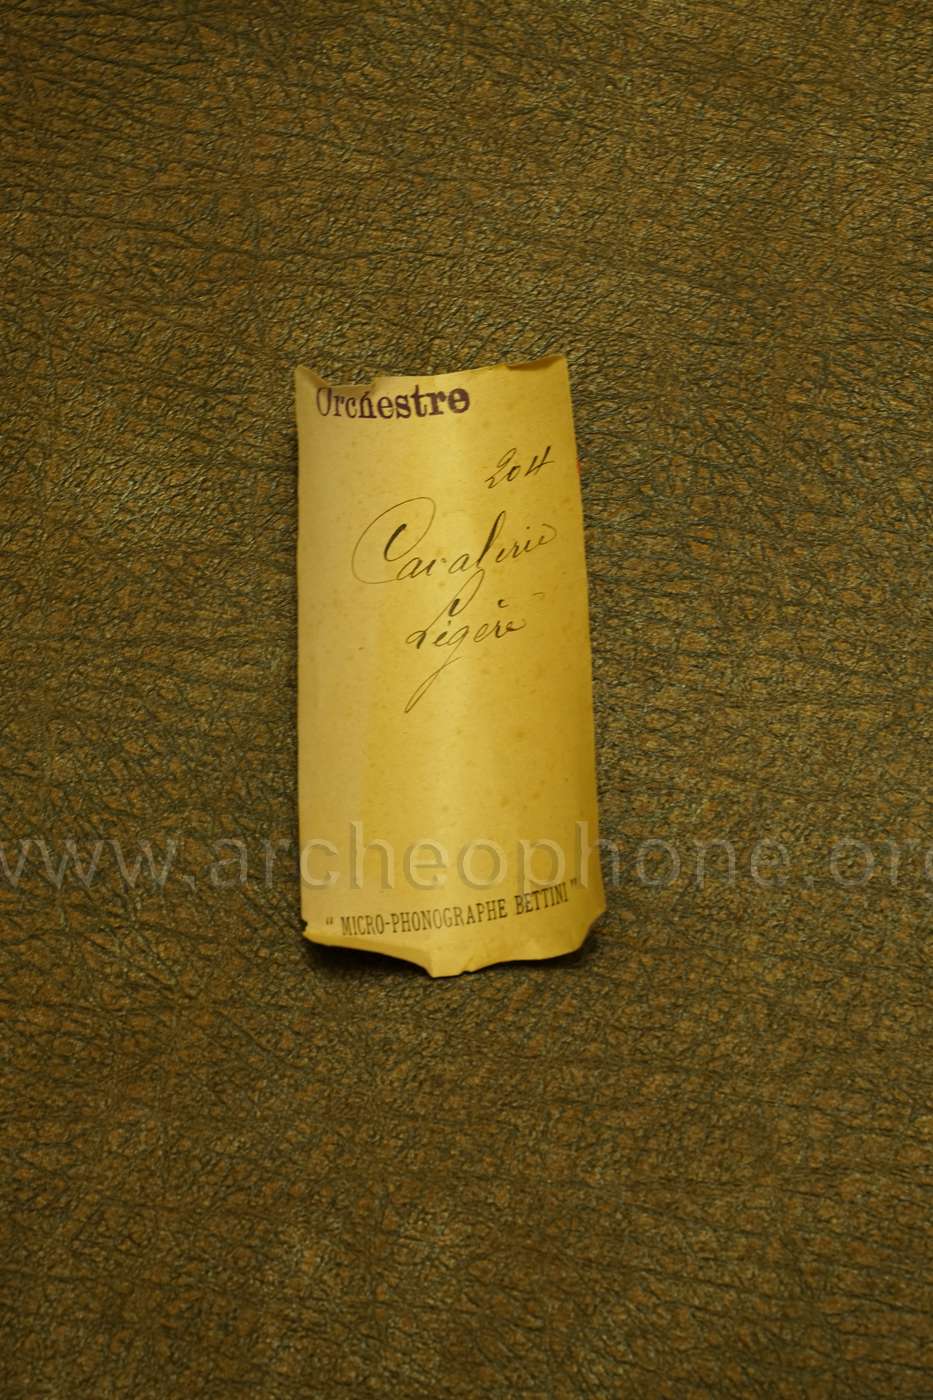 Orchestre
204
Cavalerie
Légère
www.archeophone.org
“ MICRO-PHONOGRAPHE BETTINI ”